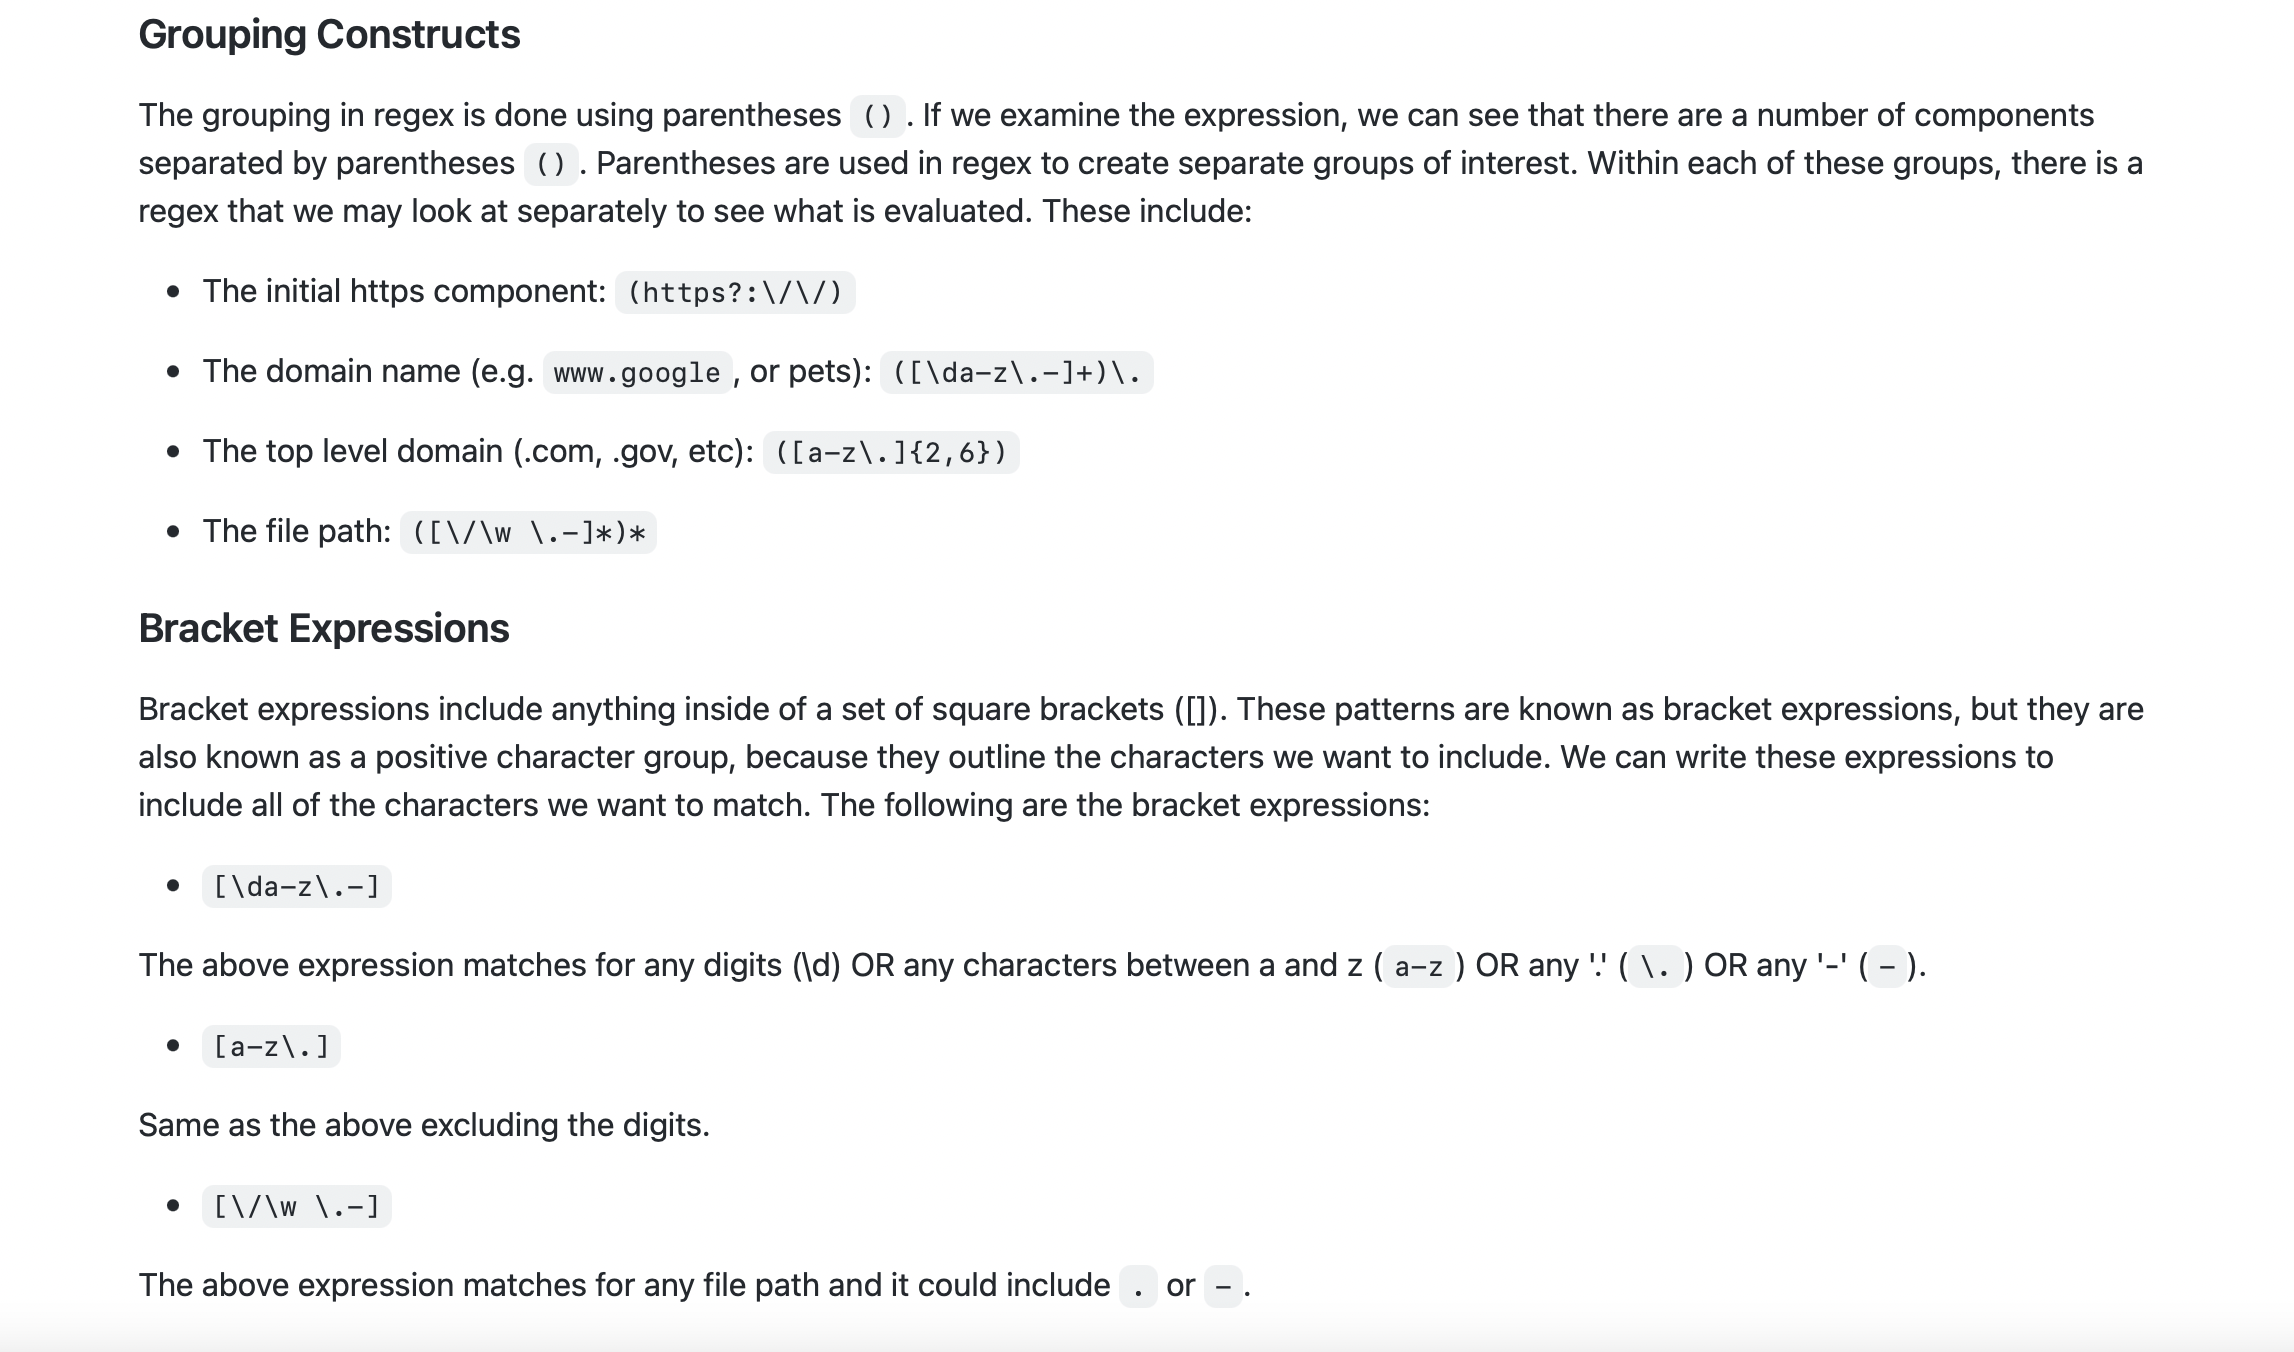 Grouping Constructs
The grouping in regex is done using parentheses (). If we examine the expression, we can see that there are a number of components
separated by parentheses (). Parentheses are used in regex to create separate groups of interest. Within each of these groups, there is a
regex that we may look at separately to see what is evaluated. These include:
• The initial https component: (https?:\/\/)
• The domain name (e.g. www.google, or pets): ([\da-z\.-]+)\.
• The top level domain (.com, .gov, etc): ([a-z\.]{2,6})
• The file path: ([\/\w \.-]*)*
Bracket Expressions
Bracket expressions include anything inside of a set of square brackets ([]). These patterns are known as bracket expressions, but they are
also known as a positive character group, because they outline the characters we want to include. We can write these expressions to
include all of the characters we want to match. The following are the bracket expressions:
• [\da-z\.-]
The above expression matches for any digits (\d) OR any characters between a and z (a-z) OR any '.' (\.) OR any '-' (-).
• [a-z\.]
Same as the above excluding the digits.
• [\/\w \.-]
The above expression matches for any file path and it could include . or -.